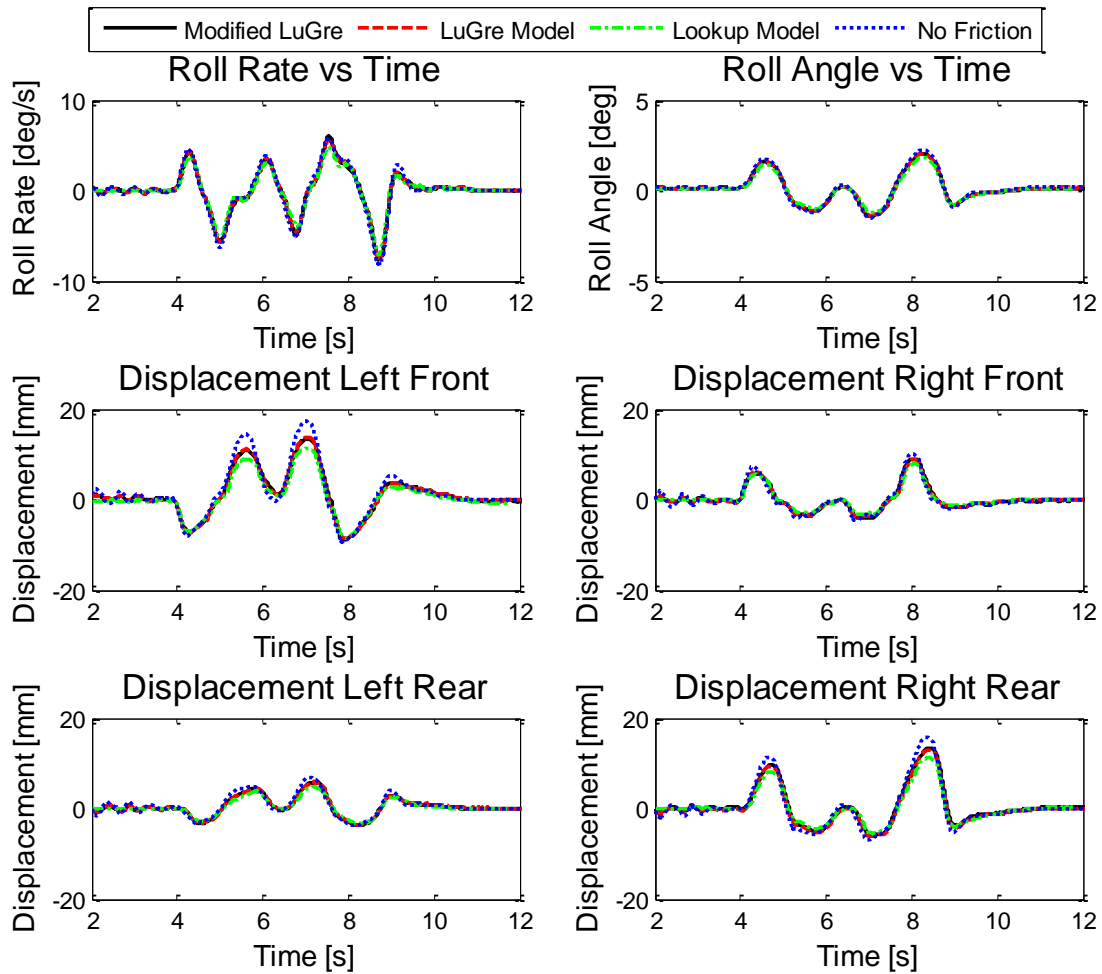 Modified LuGre LuGre Model Lookup Model No Friction
Roll Rate vs Time
Roll Rate [deg/s]
10
0
-10
2 4 6 8 10 12
Time [s]
Roll Angle vs Time
Roll Angle [deg]
5
0
-5
2 4 6 8 10 12
Time [s]
Displacement Left Front
Displacement [mm]
20
0
-20
2 4 6 8 10 12
Time [s]
Displacement Right Front
Displacement [mm]
20
0
-20
2 4 6 8 10 12
Time [s]
Displacement Left Rear
Displacement [mm]
20
0
-20
2 4 6 8 10 12
Time [s]
Displacement Right Rear
Displacement [mm]
20
0
-20
2 4 6 8 10 12
Time [s]